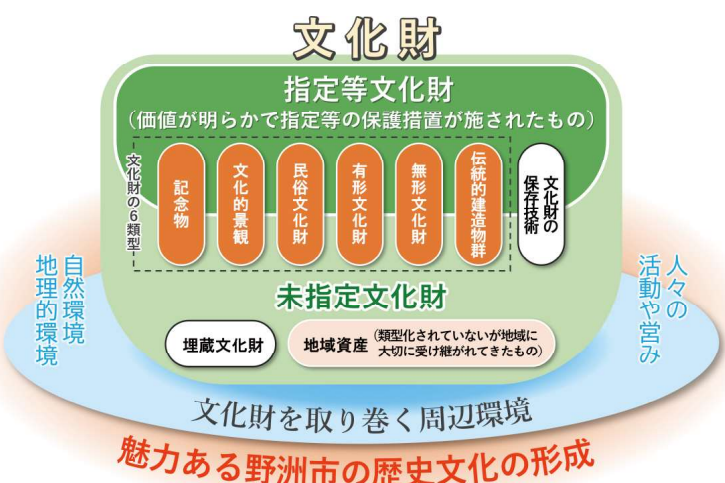 文化財
指定等文化財
（価値が明らかで指定等の保護措置が施されたもの）
文化財の６類型
記念物
文化的景観
民俗文化財
有形文化財
無形文化財
伝統的建造物群
文化財の
保存技術
未指定文化財
埋蔵文化財
地域資産（類型化されていないが地域に
大切に受け継がれてきたもの）
自然環境
地理的環境
人々の
活動や営み
文化財を取り巻く周辺環境
魅力ある野洲市の歴史文化の形成